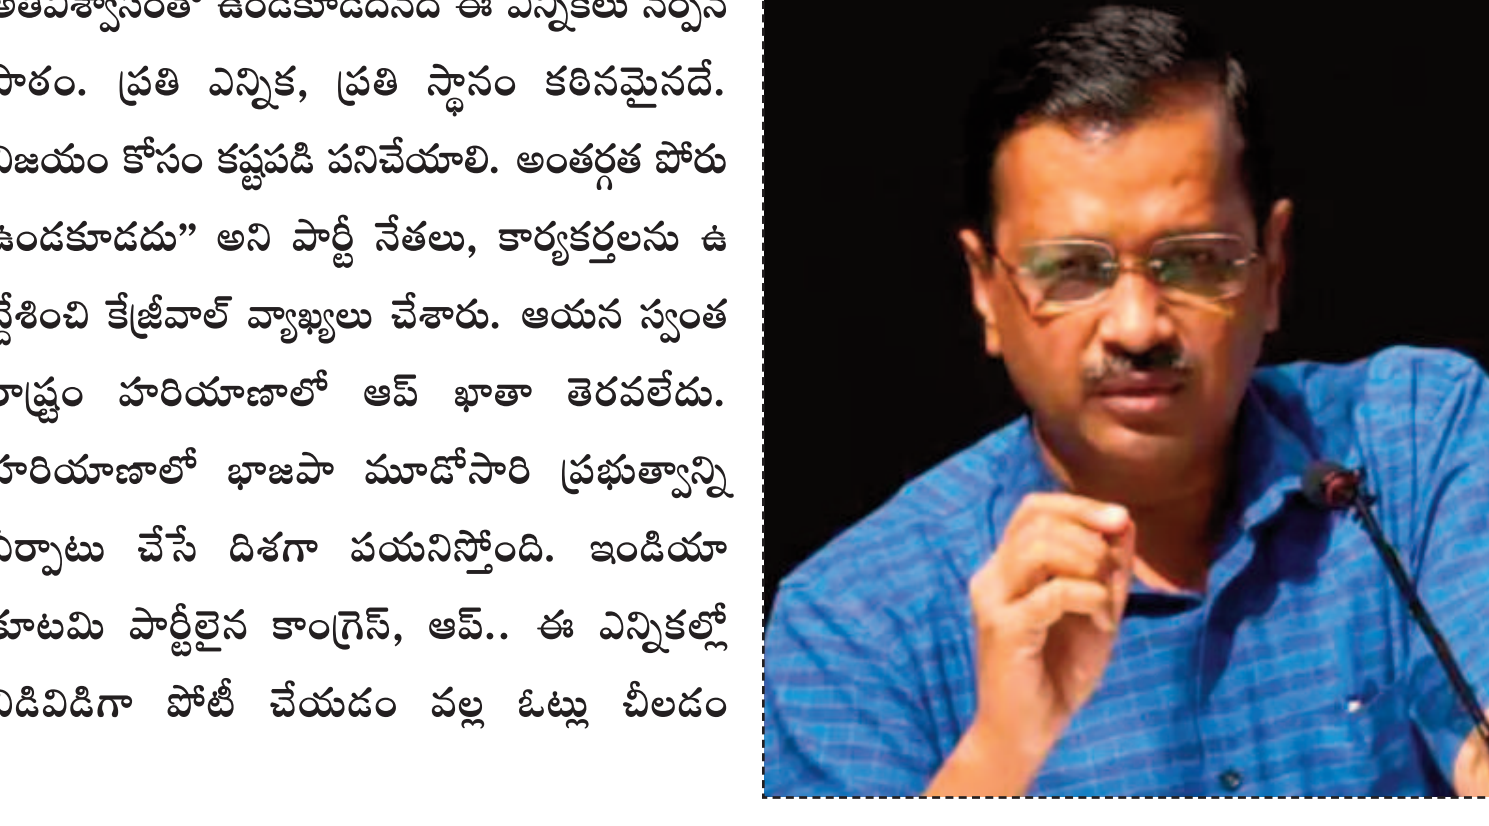 అతివిశ్వాసంతో ఉండకూడదనేదే ఈ ఎన్నికలు నేర్పిన
పాఠం. ప్రతి ఎన్నిక, ప్రతి స్థానం కఠినమైనదే.
విజయం కోసం కష్టపడి పనిచేయాలి. అంతర్గత పోరు
ఉండకూడదు” అని పార్టీ నేతలు, కార్యకర్తలను ఉ
ద్దేశించి కేజ్రీవాల్ వ్యాఖ్యలు చేశారు. ఆయన స్వంత
రాష్ట్రం హరియాణాలో ఆప్ ఖాతా తెరవలేదు.
హరియాణాలో భాజపా మూడోసారి ప్రభుత్వాన్ని
ఏర్పాటు చేసే దిశగా పయనిస్తోంది. ఇండియా
కూటమి పార్టీలైన కాంగ్రెస్, ఆప్.. ఈ ఎన్నికల్లో
విడివిడిగా పోటీ చేయడం వల్ల ఓట్లు చీలడం